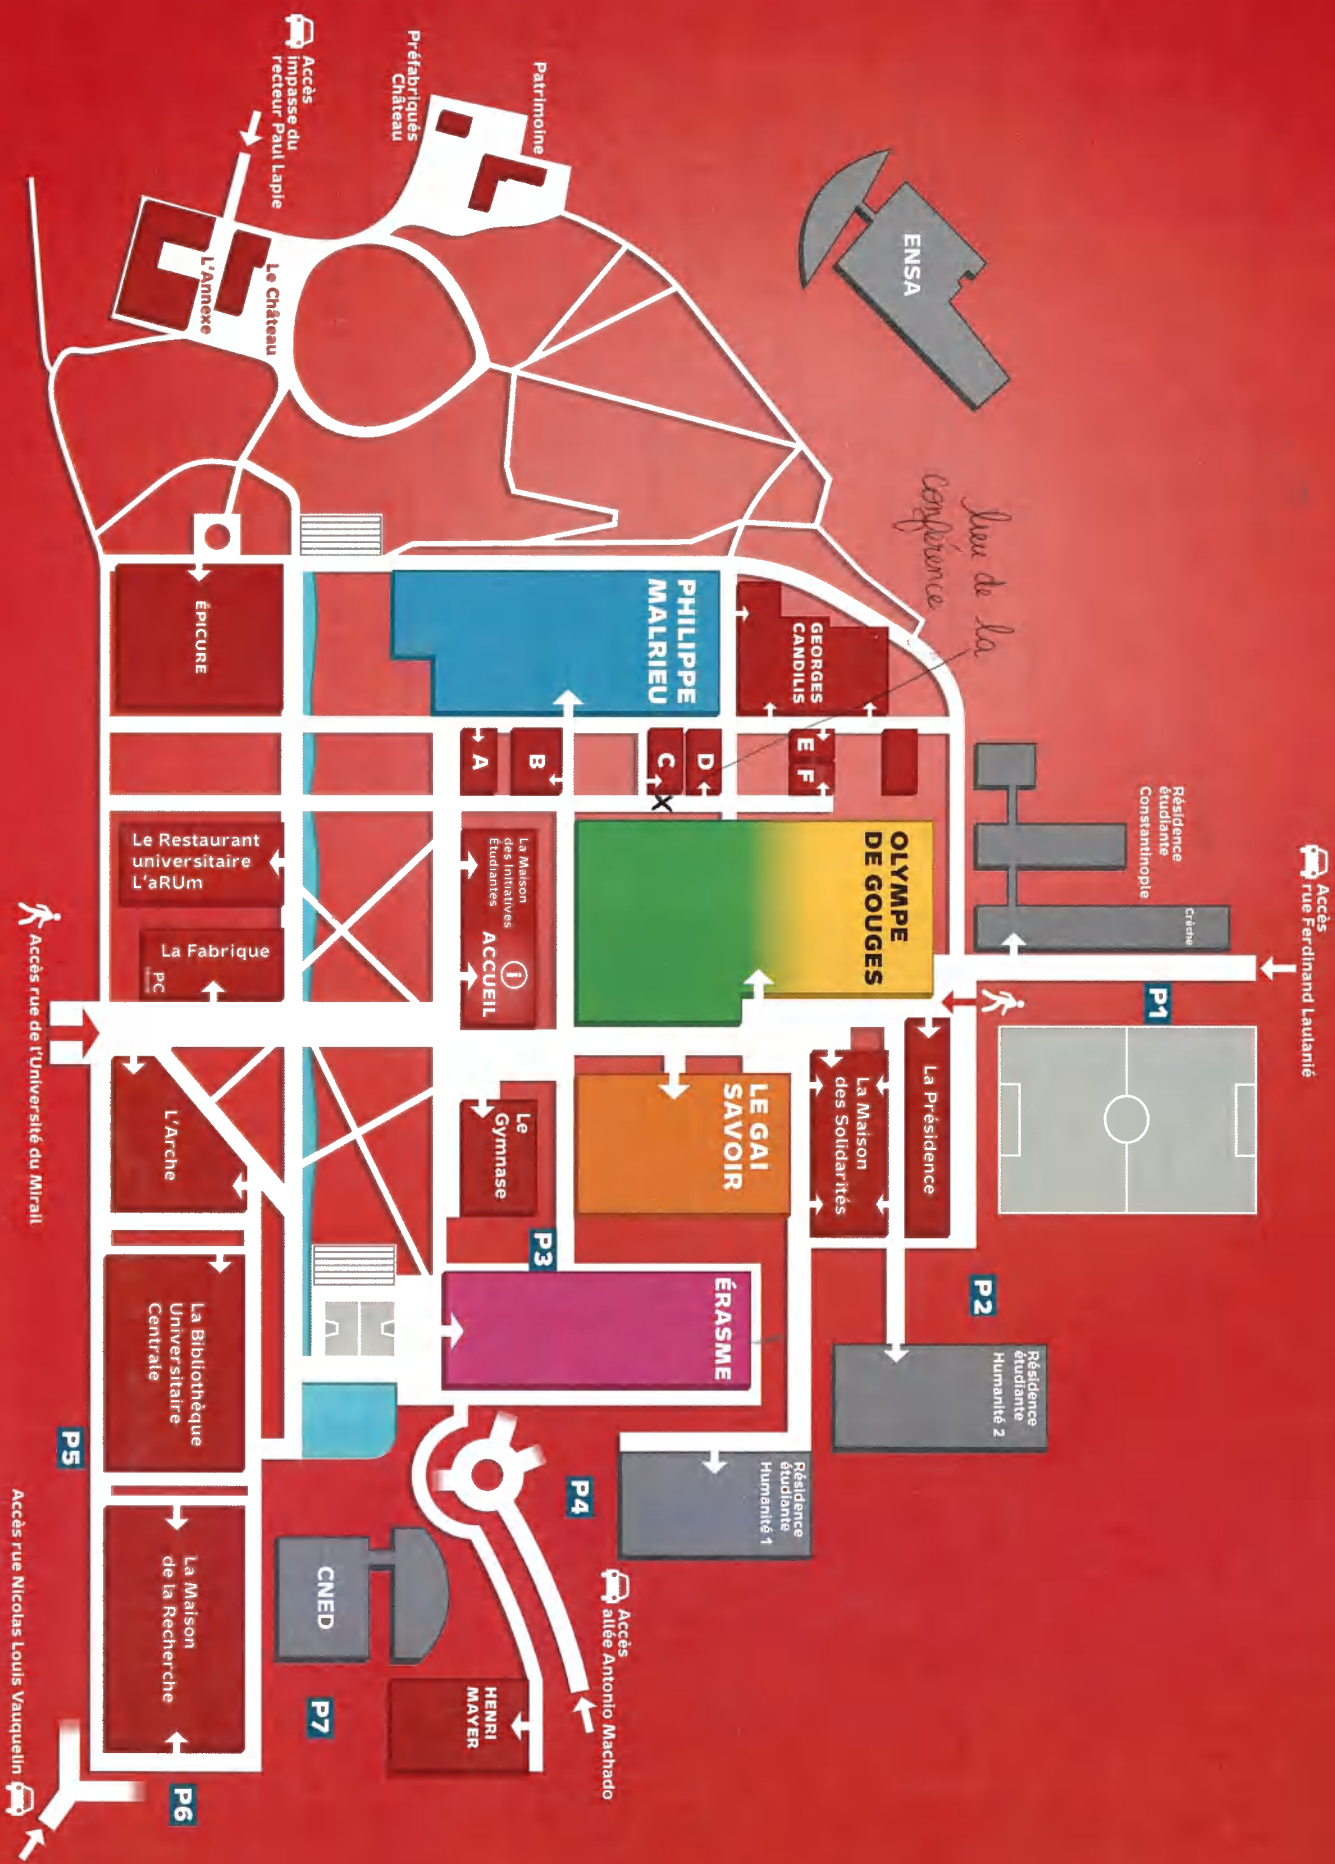 Accès
impasse du
recteur Paul Lapie
Préfabriqués
Château
Patrimoine
L'Annexe
Le Château
ENSA
lieu de la
conférence
ÉPICURE
PHILIPPE
MALRIEU
GEORGES
CANDILIS
A
B
C
D
E
F
X
Résidence
étudiante
Constantinople
Crèche
Accès
rue Ferdinand Laulanié
P1
Le Restaurant
universitaire
L'aRUm
La Fabrique
PC
La Maison
des Initiatives
Étudiantes
ACCUEIL
i
OLYMPE
DE GOUGES
Accès rue de l'Université du Mirail
L'Arche
Le
Gymnase
LE GAI
SAVOIR
La Maison
des Solidarités
La Présidence
P2
P3
ÉRASME
Résidence
étudiante
Humanité 2
Résidence
étudiante
Humanité 1
La Bibliothèque
Universitaire
Centrale
P5
P4
Accès
allée Antonio Machado
CNED
HENRI
MAYER
La Maison
de la Recherche
P7
P6
Accès rue Nicolas Louis Vauquelin